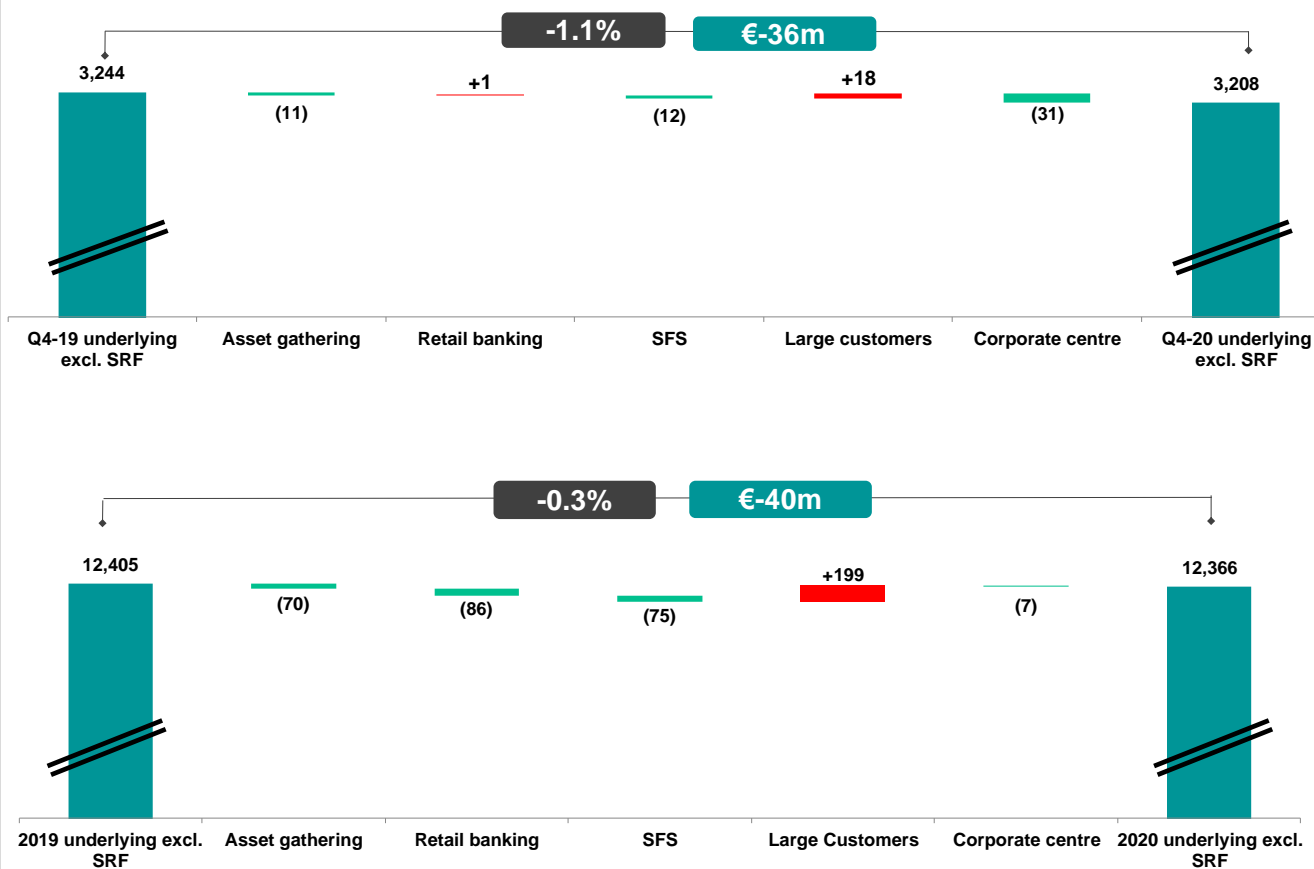 -1.1% €-36m
3,244 +1 +18 3,208
(11) (12) (31)
Q4-19 underlying Asset gathering Retail banking SFS Large customers Corporate centre Q4-20 underlying
excl. SRF excl. SRF
-0.3% €-40m
12,405 +199 12,366
(70) (86) (75) (7)
2019 underlying excl. Asset gathering Retail banking SFS Large Customers Corporate centre 2020 underlying excl.
SRF SRF